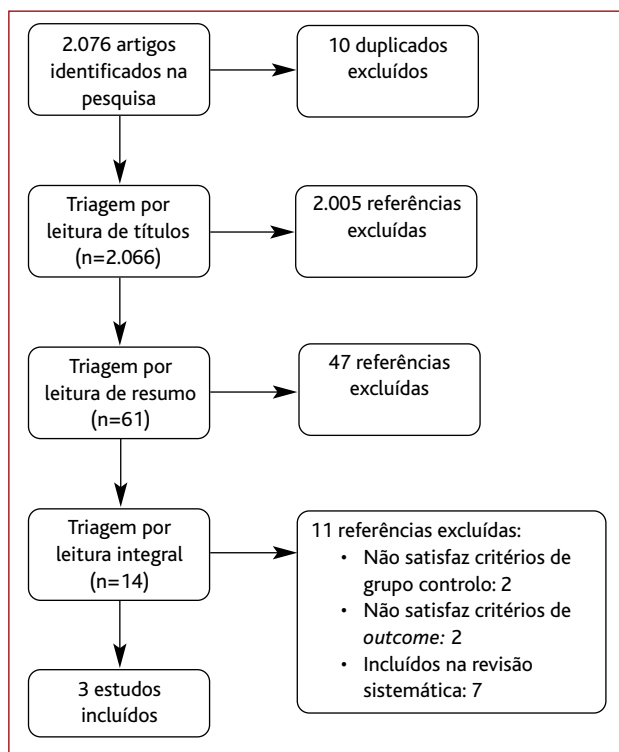 2.076 artigos
identificados na
pesquisa
10 duplicados
excluídos
Triagem por
leitura de títulos
(n=2.066)
2.005 referências
excluídas
Triagem por
leitura de resumo
(n=61)
47 referências
excluídas
Triagem por
leitura integral
(n=14)
11 referências excluídas:
• Não satisfaz critérios de
grupo controlo: 2
• Não satisfaz critérios de
outcome: 2
• Incluídos na revisão
sistemática: 7
3 estudos
incluídos